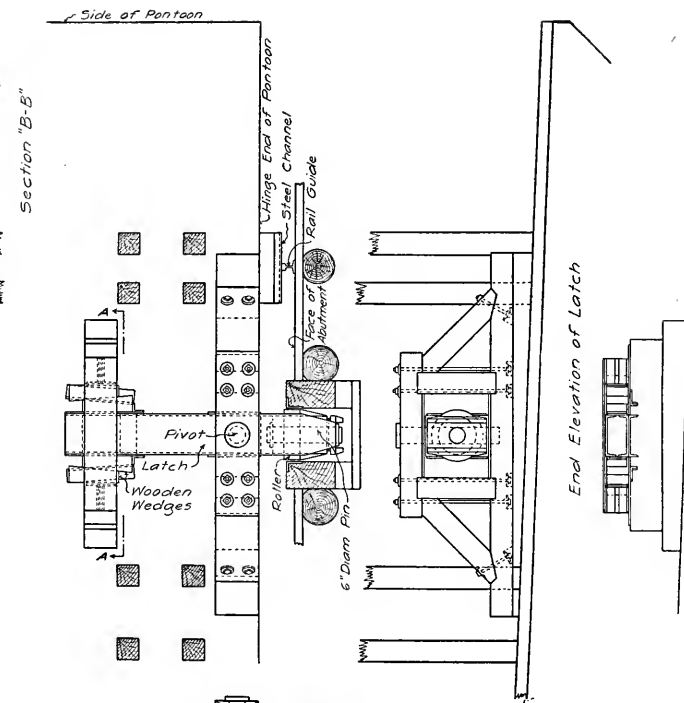 Side of Pontoon
Section "B-B"
Hinge End of Pontoon
Steel Channel
Rail Guide
Face of
Abutment
A
Pivot
Latch
Wooden
Wedges
A
Roller
6" Diam Pin
End Elevation of Latch